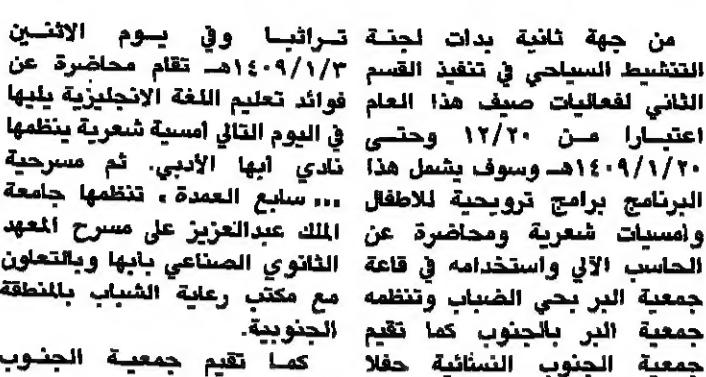 من جهة ثانية بدات لجنة
التنشيط السياحي في تنفيذ القسم
الثاني لفعاليات صيف هذا العام
اعتبارا من ١٢/٢٠ وحتى
١٤٠٩/١/٢٠هـ وسوف يشمل هذا
البرنامج برامج ترويحية للاطفال
وامسيات شعرية ومحاضرة عن
الحاسب الآلي واستخدامه في قاعة
جمعية البر بحي الضباب وتنظمه
جمعية البر بالجنوب كما تقيم
جمعية الجنوب النسائية حفلا
تراثيا وفي يوم الاثنين
١٤٠٩/١/٣هـ تقام محاضرة عن
فوائد تعليم اللغة الانجليزية يليها
في اليوم التالي امسية شعرية ينظمها
نادي ابها الأدبي. ثم مسرحية
... سابع العمدة ، تنظمها جامعة
الملك عبدالعزيز على مسرح المعهد
الثانوي الصناعي بابها وبالتعاون
مع مكتب رعاية الشباب بالمنطقة
الجنوبية.
كما تقيم جمعية الجنوب